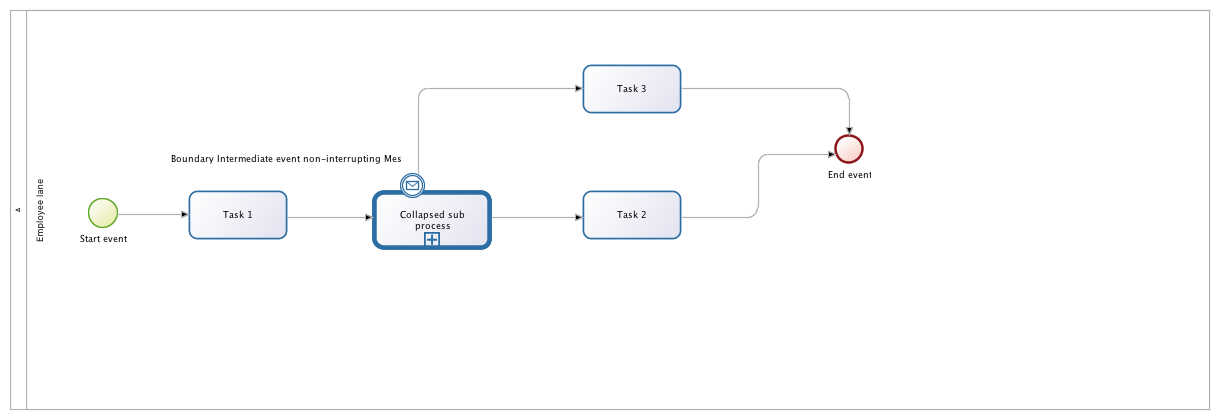 A
Employee lane
Task 3
Boundary Intermediate event non-interrupting Mes
End event
Task 1
Collapsed sub
process
Task 2
Start event